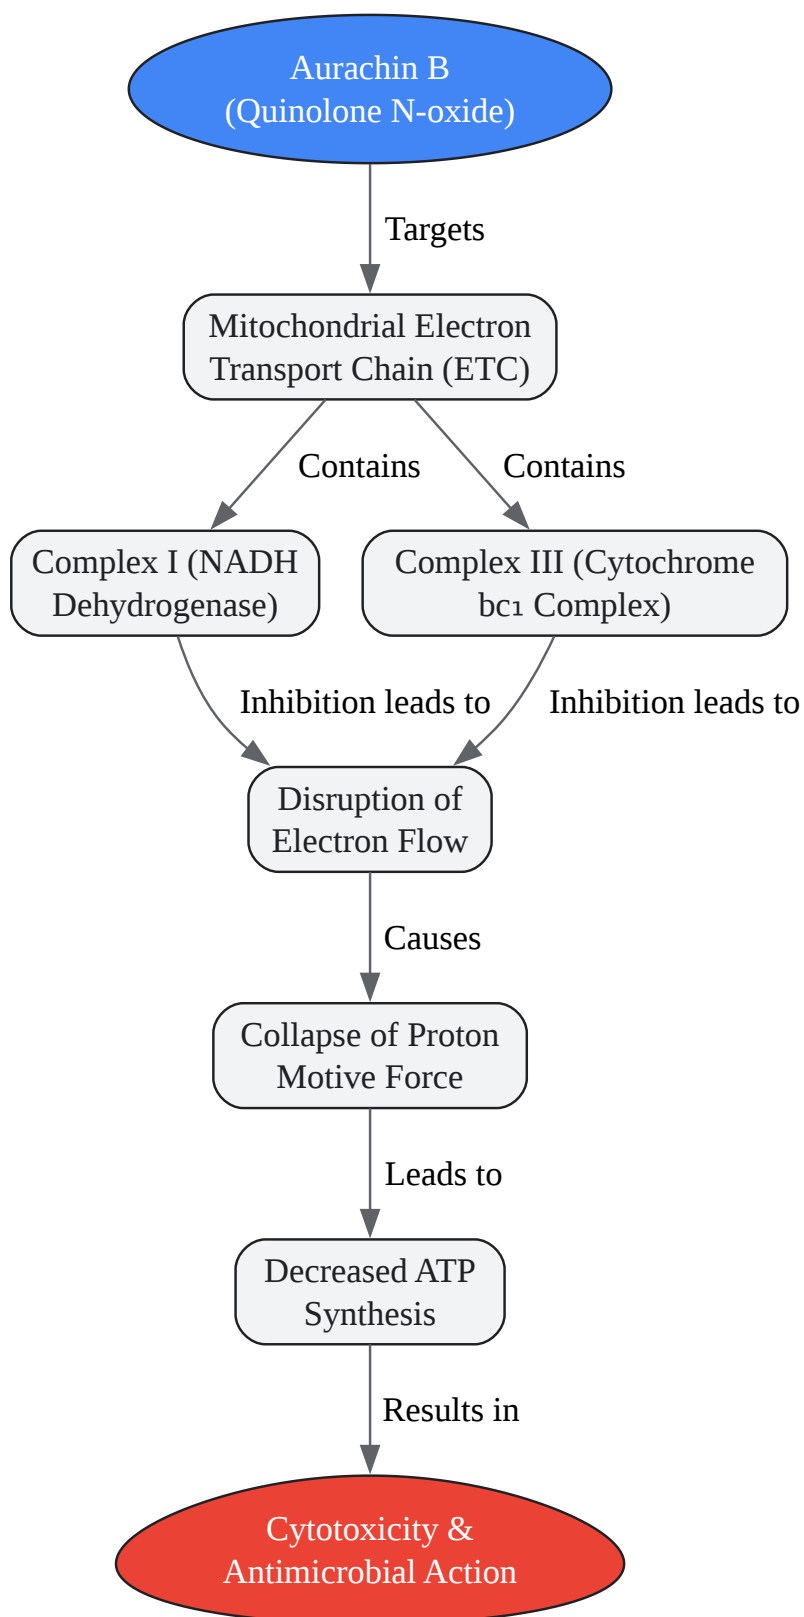 Aurachin B
(Quinolone N-oxide)
Targets
Mitochondrial Electron
Transport Chain (ETC)
Contains
Contains
Complex I (NADH
Dehydrogenase)
Complex III (Cytochrome
bc₁ Complex)
Inhibition leads to
Inhibition leads to
Disruption of
Electron Flow
Causes
Collapse of Proton
Motive Force
Leads to
Decreased ATP
Synthesis
Results in
Cytotoxicity &
Antimicrobial Action